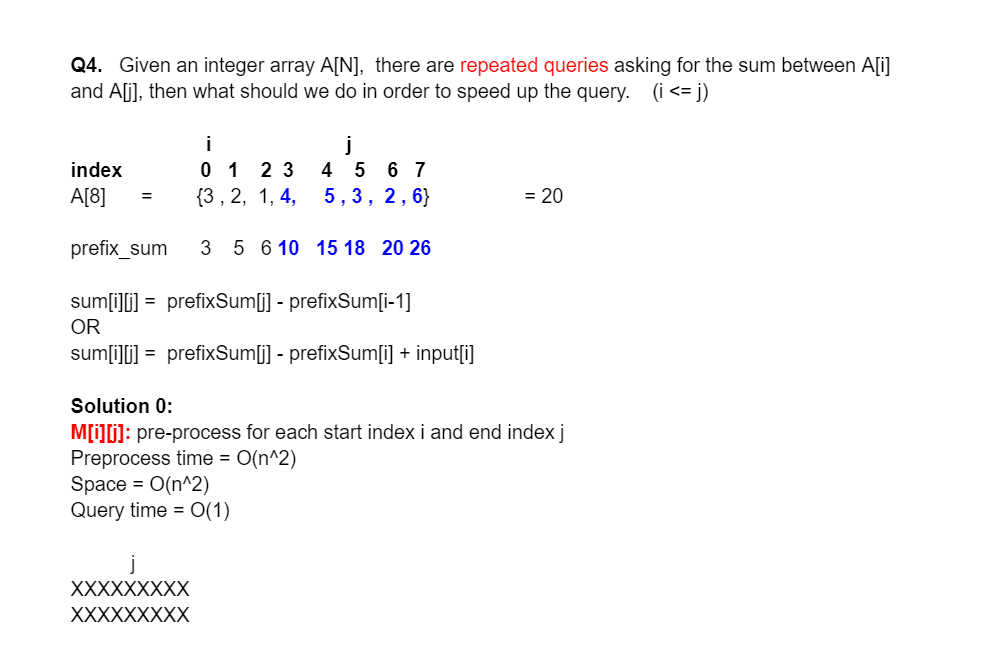 Q4. Given an integer array A[N], there are repeated queries asking for the sum between A[i]
and A[j], then what should we do in order to speed up the query. (i <= j)
i j
index 0 1 2 3 4 5 6 7
A[8] = {3 , 2, 1, 4, 5 , 3 , 2 , 6} = 20
prefix_sum 3 5 6 10 15 18 20 26
sum[i][j] = prefixSum[j] - prefixSum[i-1]
OR
sum[i][j] = prefixSum[j] - prefixSum[i] + input[i]
Solution 0:
M[i][j]: pre-process for each start index i and end index j
Preprocess time = O(n^2)
Space = O(n^2)
Query time = O(1)
j
XXXXXXXXX
XXXXXXXXX